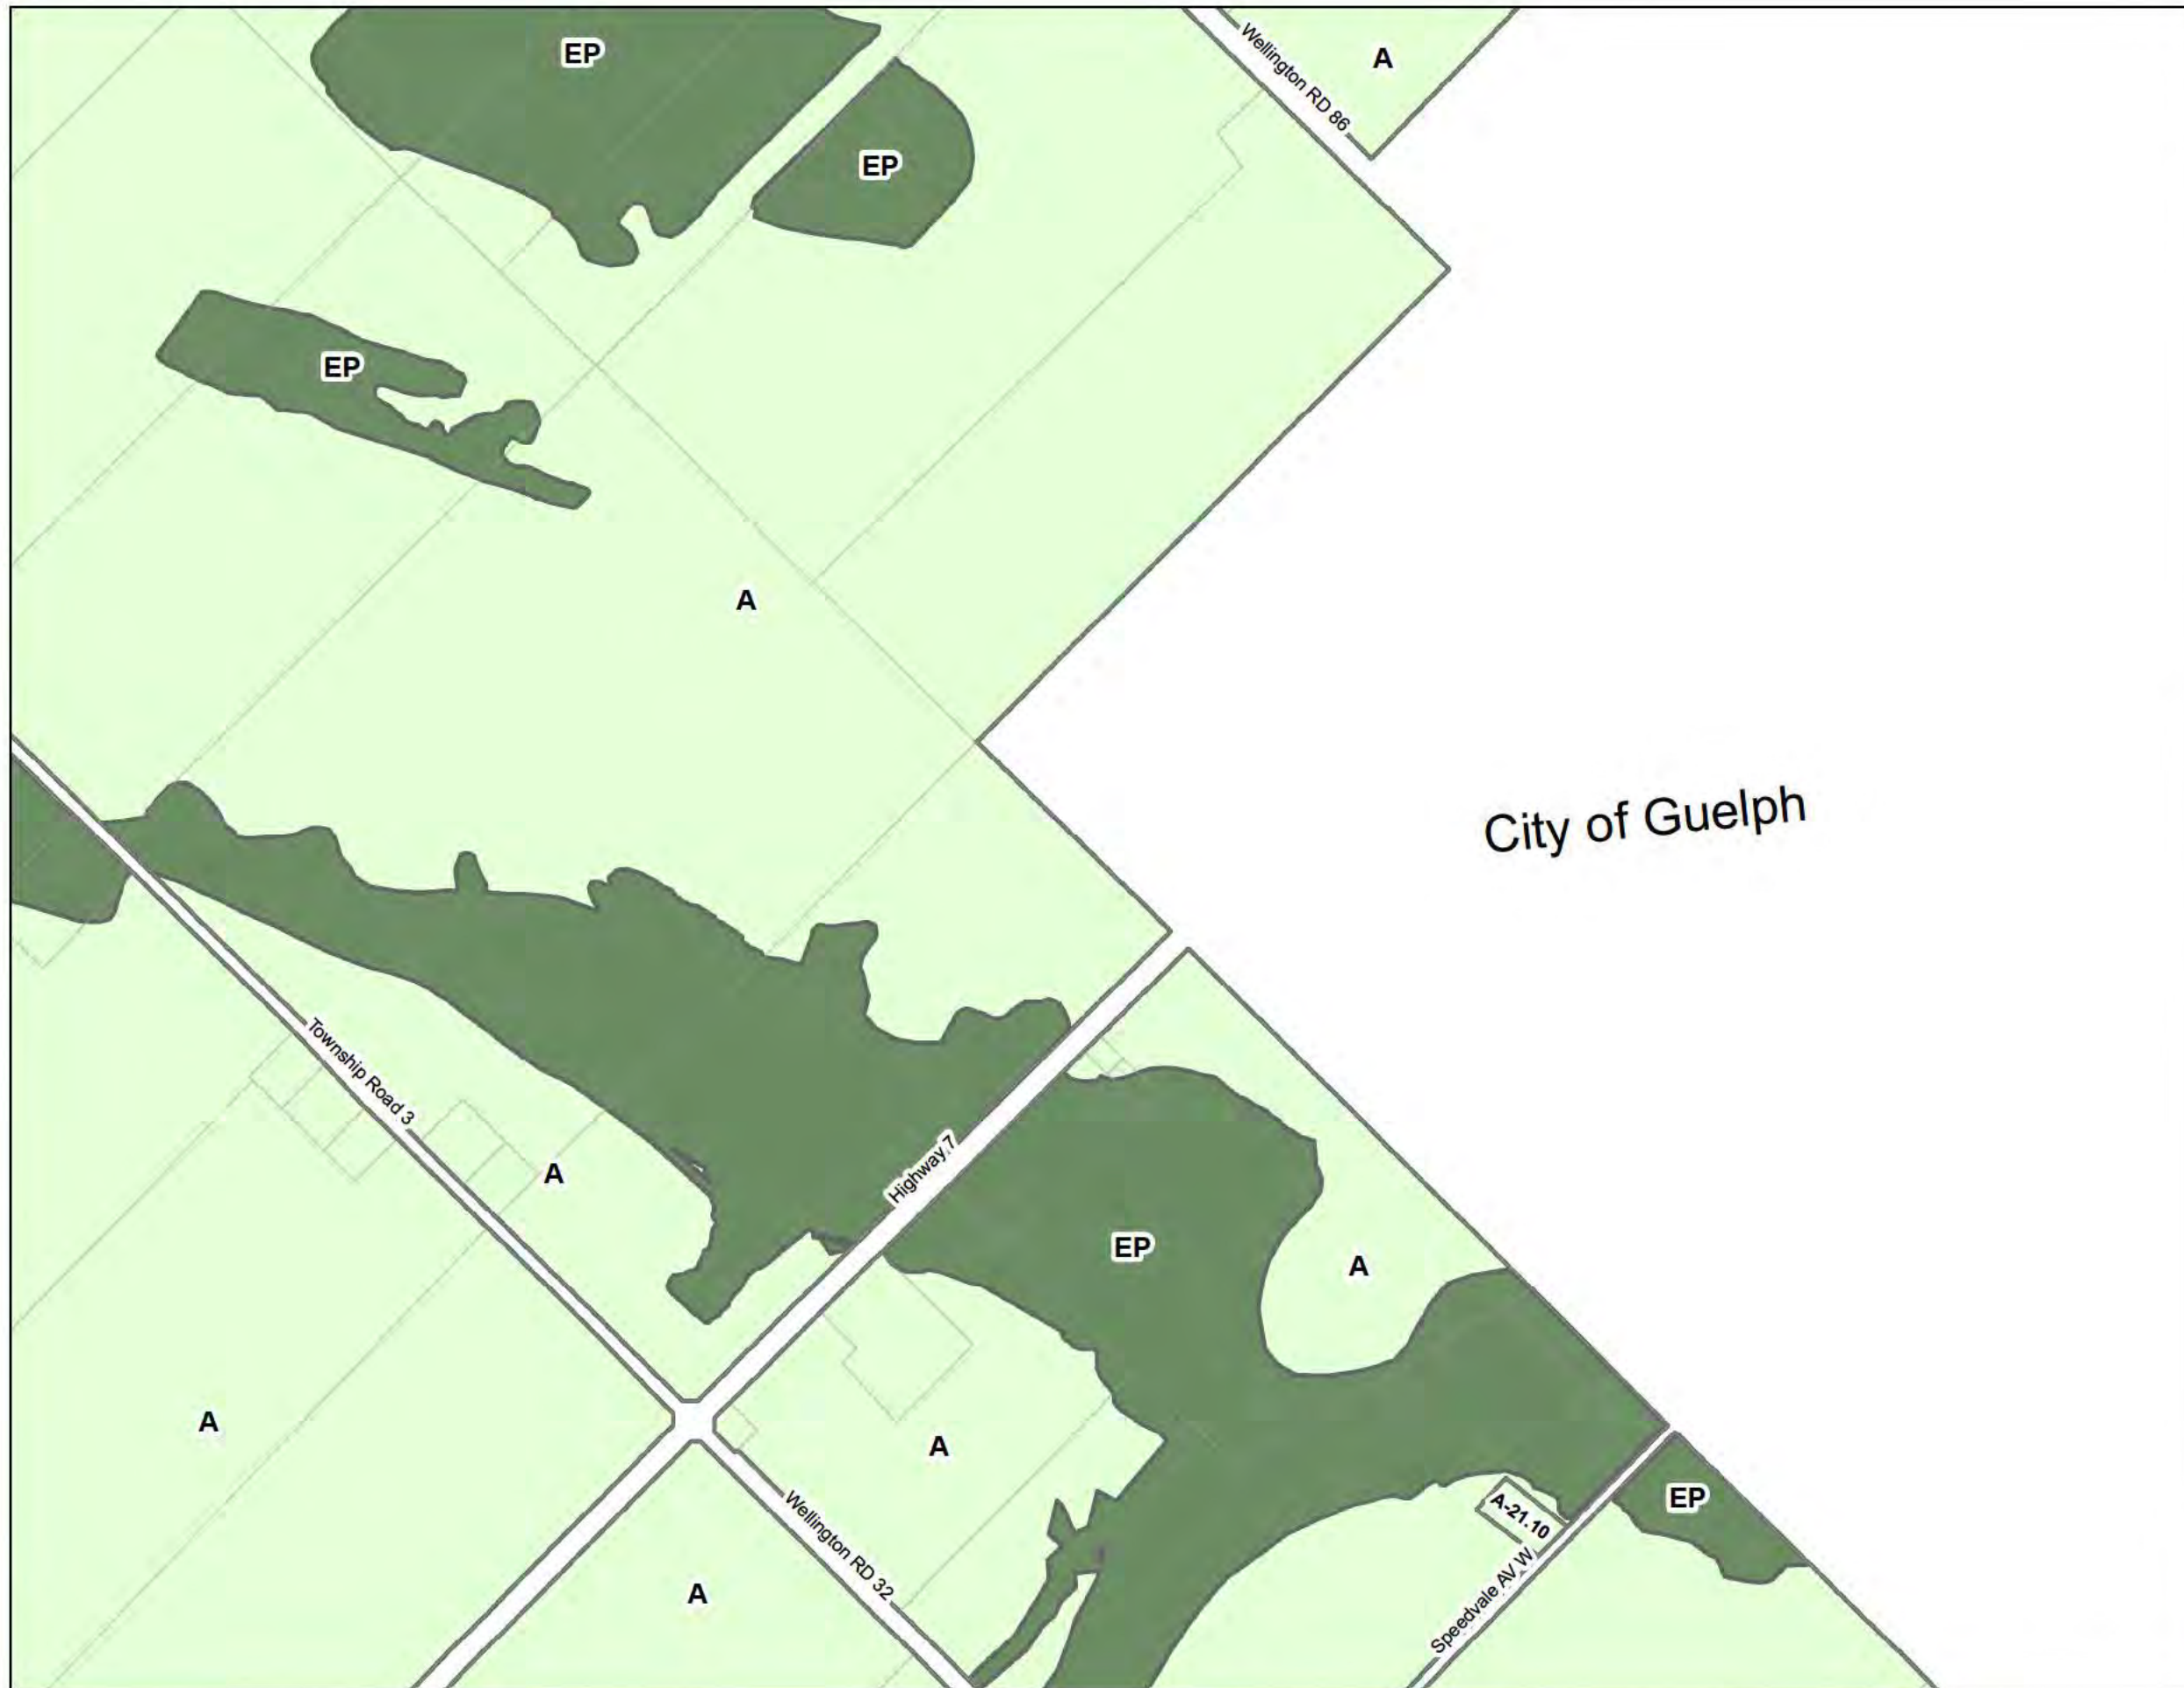 EP
Wellington RD 86
A
EP
EP
A
City of Guelph
Township Road 3
Highway 7
A
EP
A
A
A
EP
A-21.10
Wellington RD 32
A
Speedvale AV W